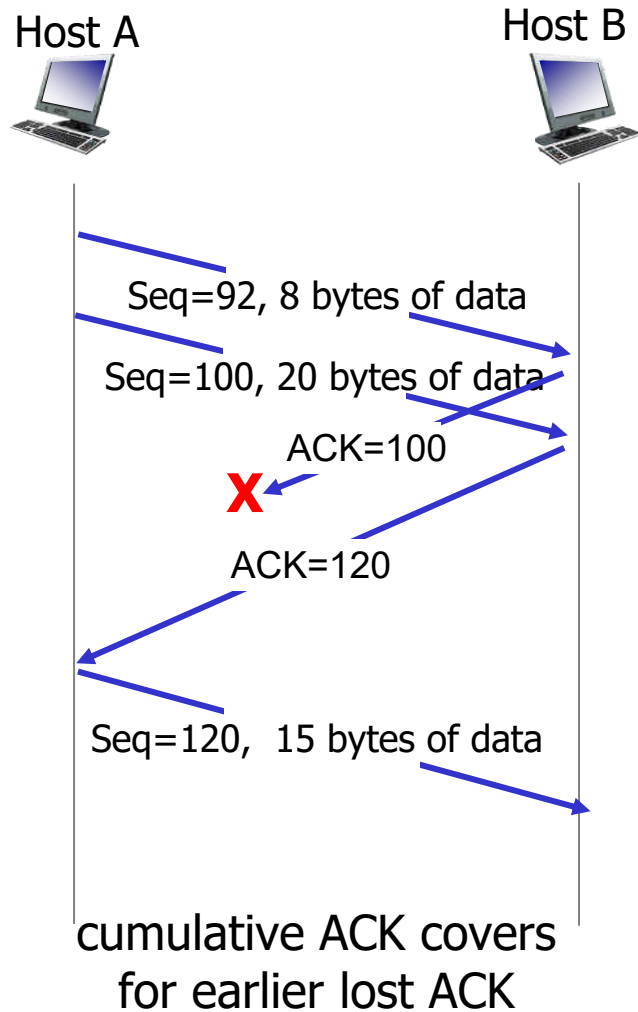 Host A
Host B
Seq=92, 8 bytes of data
Seq=100, 20 bytes of data
ACK=100
X
ACK=120
Seq=120, 15 bytes of data
cumulative ACK covers
for earlier lost ACK